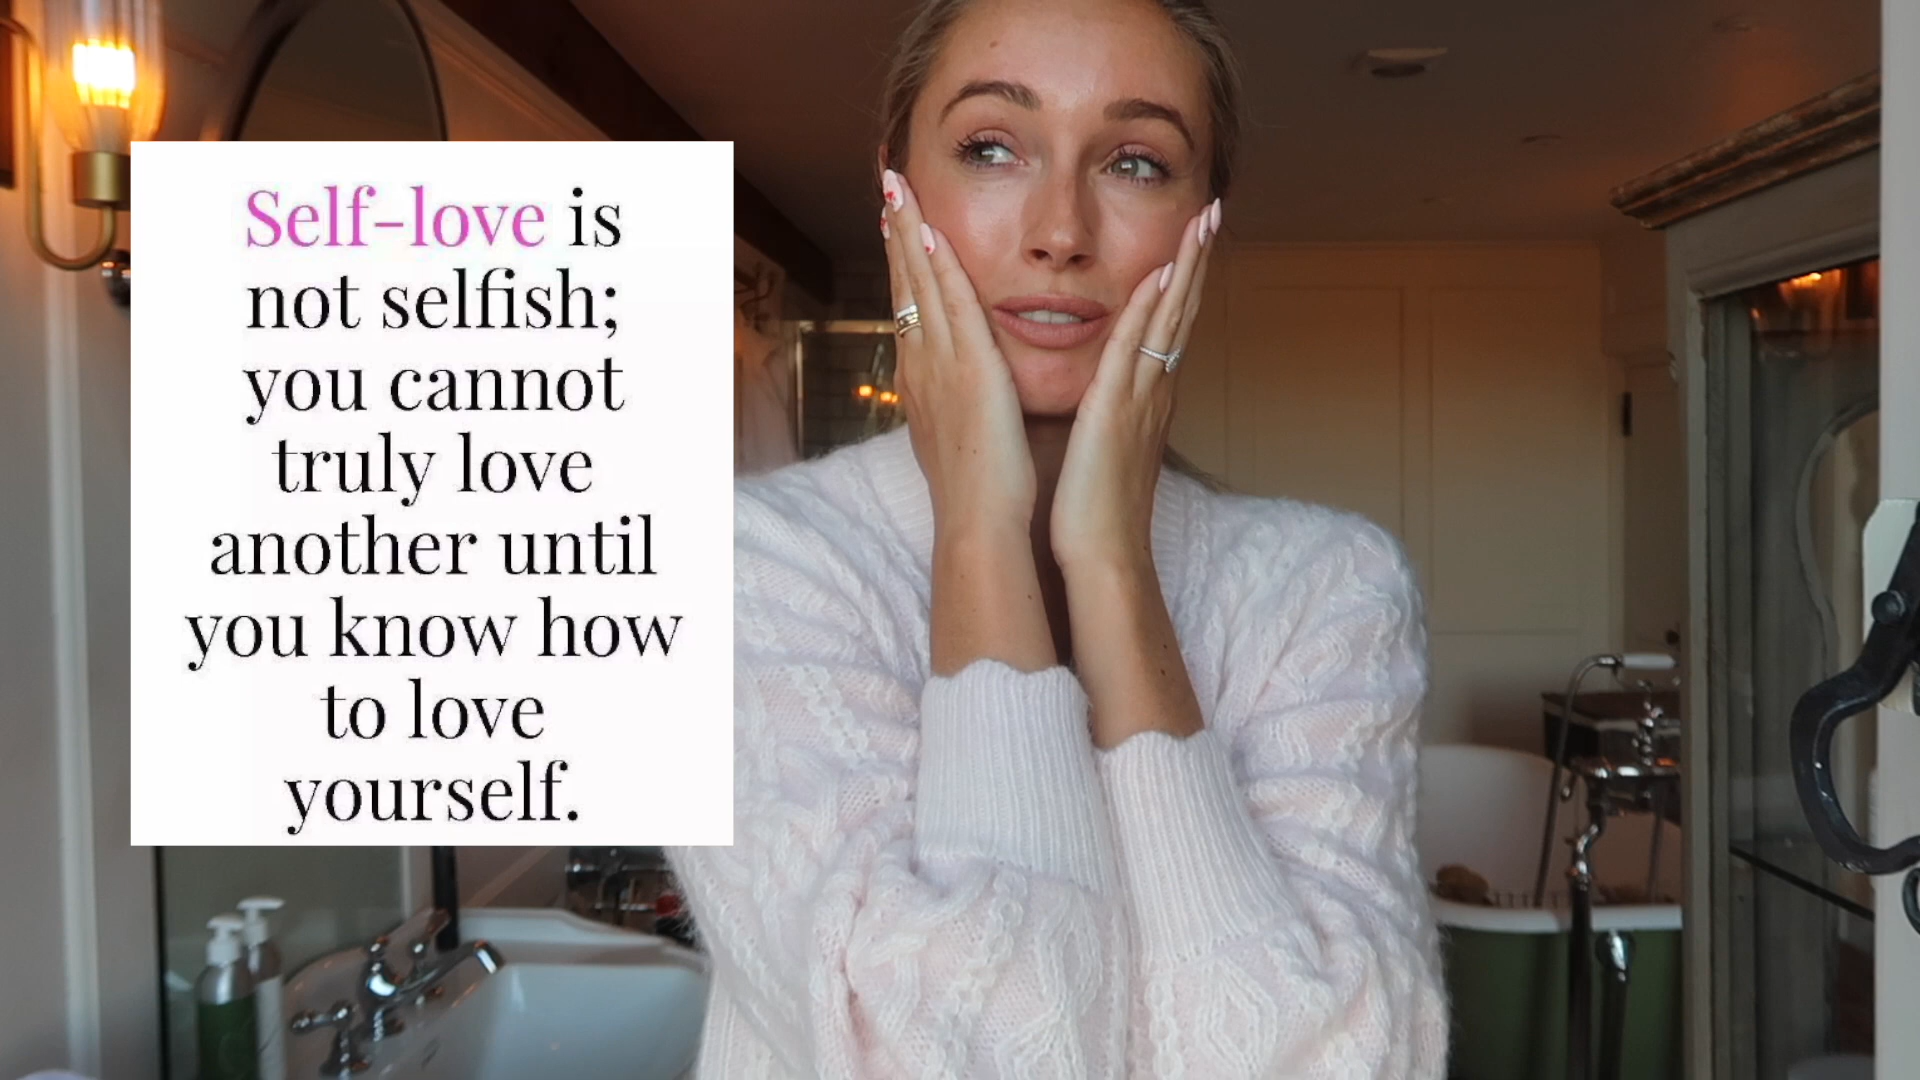 Self-love is
not selfish;
you cannot
truly love
another until
you know how
to love
yourself.